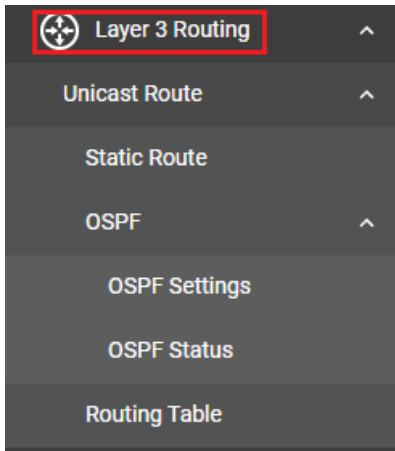 Layer 3 Routing
Unicast Route
Static Route
OSPF
OSPF Settings
OSPF Status
Routing Table